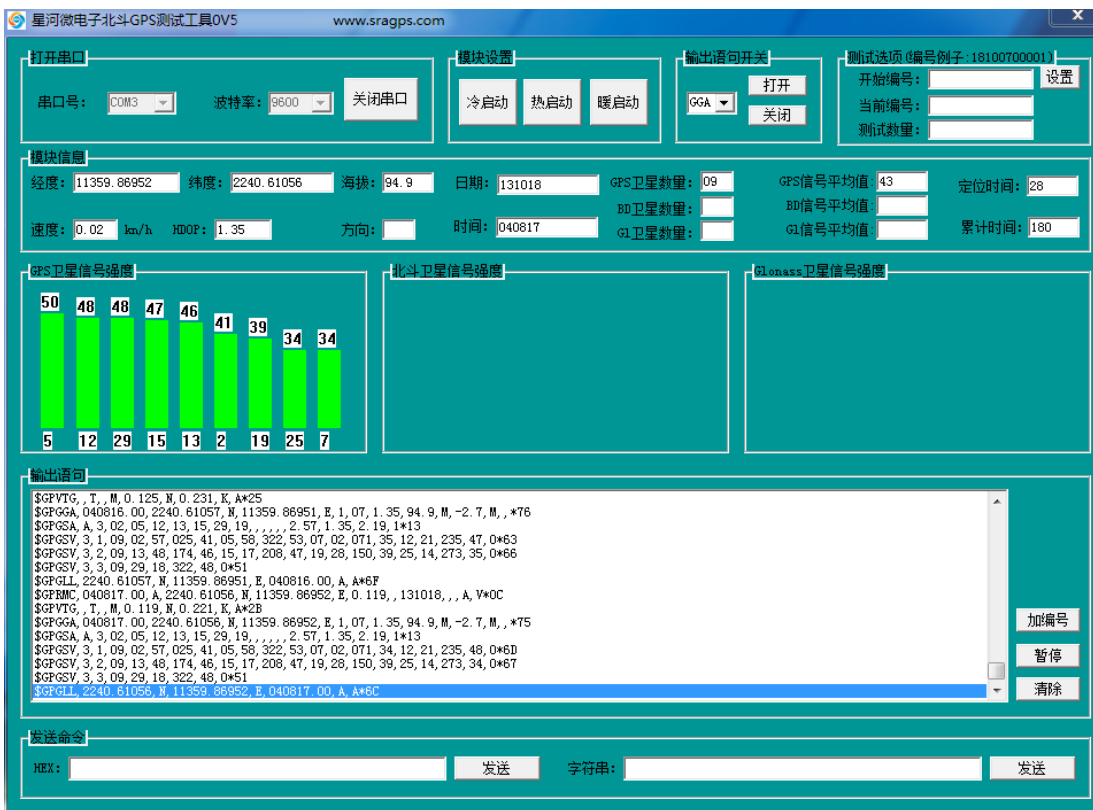 星河微电子北斗GPS测试工具0V5 www.sragps.com X
打开串口
串口号: COM3 波特率: 9600 关闭串口
模块设置
冷启动 热启动 暖启动
输出语句开关
GGA 打开
关闭
测试选项(编号例子:18100700001)
开始编号: 设置
当前编号:
测试数量:
模块信息
经度: 11359.86952 纬度: 2240.61056 海拔: 94.9 日期: 131018 GPS卫星数量: 09 GPS信号平均值: 43 定位时间: 28
BD卫星数量: BD信号平均值:
速度: 0.02 km/h HDOP: 1.35 方向: 时间: 040817 Gl卫星数量: Gl信号平均值: 累计时间: 180
GPS卫星信号强度
50 48 48 47 46 41 39 34 34
5 12 29 15 13 2 19 25 7
北斗卫星信号强度
Glonass卫星信号强度
输出语句
$GPVTG,,T,,M,0.125,N,0.231,K,A*25
$GPGGA,040816.00,2240.61057,N,11359.86951,E,1,07,1.35,94.9,M,-2.7,M,,*76
$GPGSA,A,3,02,05,12,13,15,29,19,,,,,,2.57,1.35,2.19,1*13
$GPGSV,3,1,09,02,57,025,41,05,58,322,53,07,02,071,35,12,21,235,47,0*63
$GPGSV,3,2,09,13,48,174,46,15,17,208,47,19,28,150,39,25,14,273,35,0*66
$GPGSV,3,3,09,29,18,322,48,0*51
$GPGLL,2240.61057,N,11359.86951,E,040816.00,A,A*6F
$GPRMC,040817.00,A,2240.61056,N,11359.86952,E,0.119,,131018,,,A,V*0C
$GPVTG,,T,,M,0.119,N,0.221,K,A*2B
$GPGGA,040817.00,2240.61056,N,11359.86952,E,1,07,1.35,94.9,M,-2.7,M,,*75
$GPGSA,A,3,02,05,12,13,15,29,19,,,,,,2.57,1.35,2.19,1*13
$GPGSV,3,1,09,02,57,025,41,05,58,322,53,07,02,071,34,12,21,235,48,0*6D
$GPGSV,3,2,09,13,48,174,46,15,17,208,47,19,28,150,39,25,14,273,34,0*67
$GPGSV,3,3,09,29,18,322,48,0*51
$GPGLL,2240.61056,N,11359.86952,E,040817.00,A,A*6C
加编号
暂停
清除
发送命令
HEX: 发送 字符串: 发送